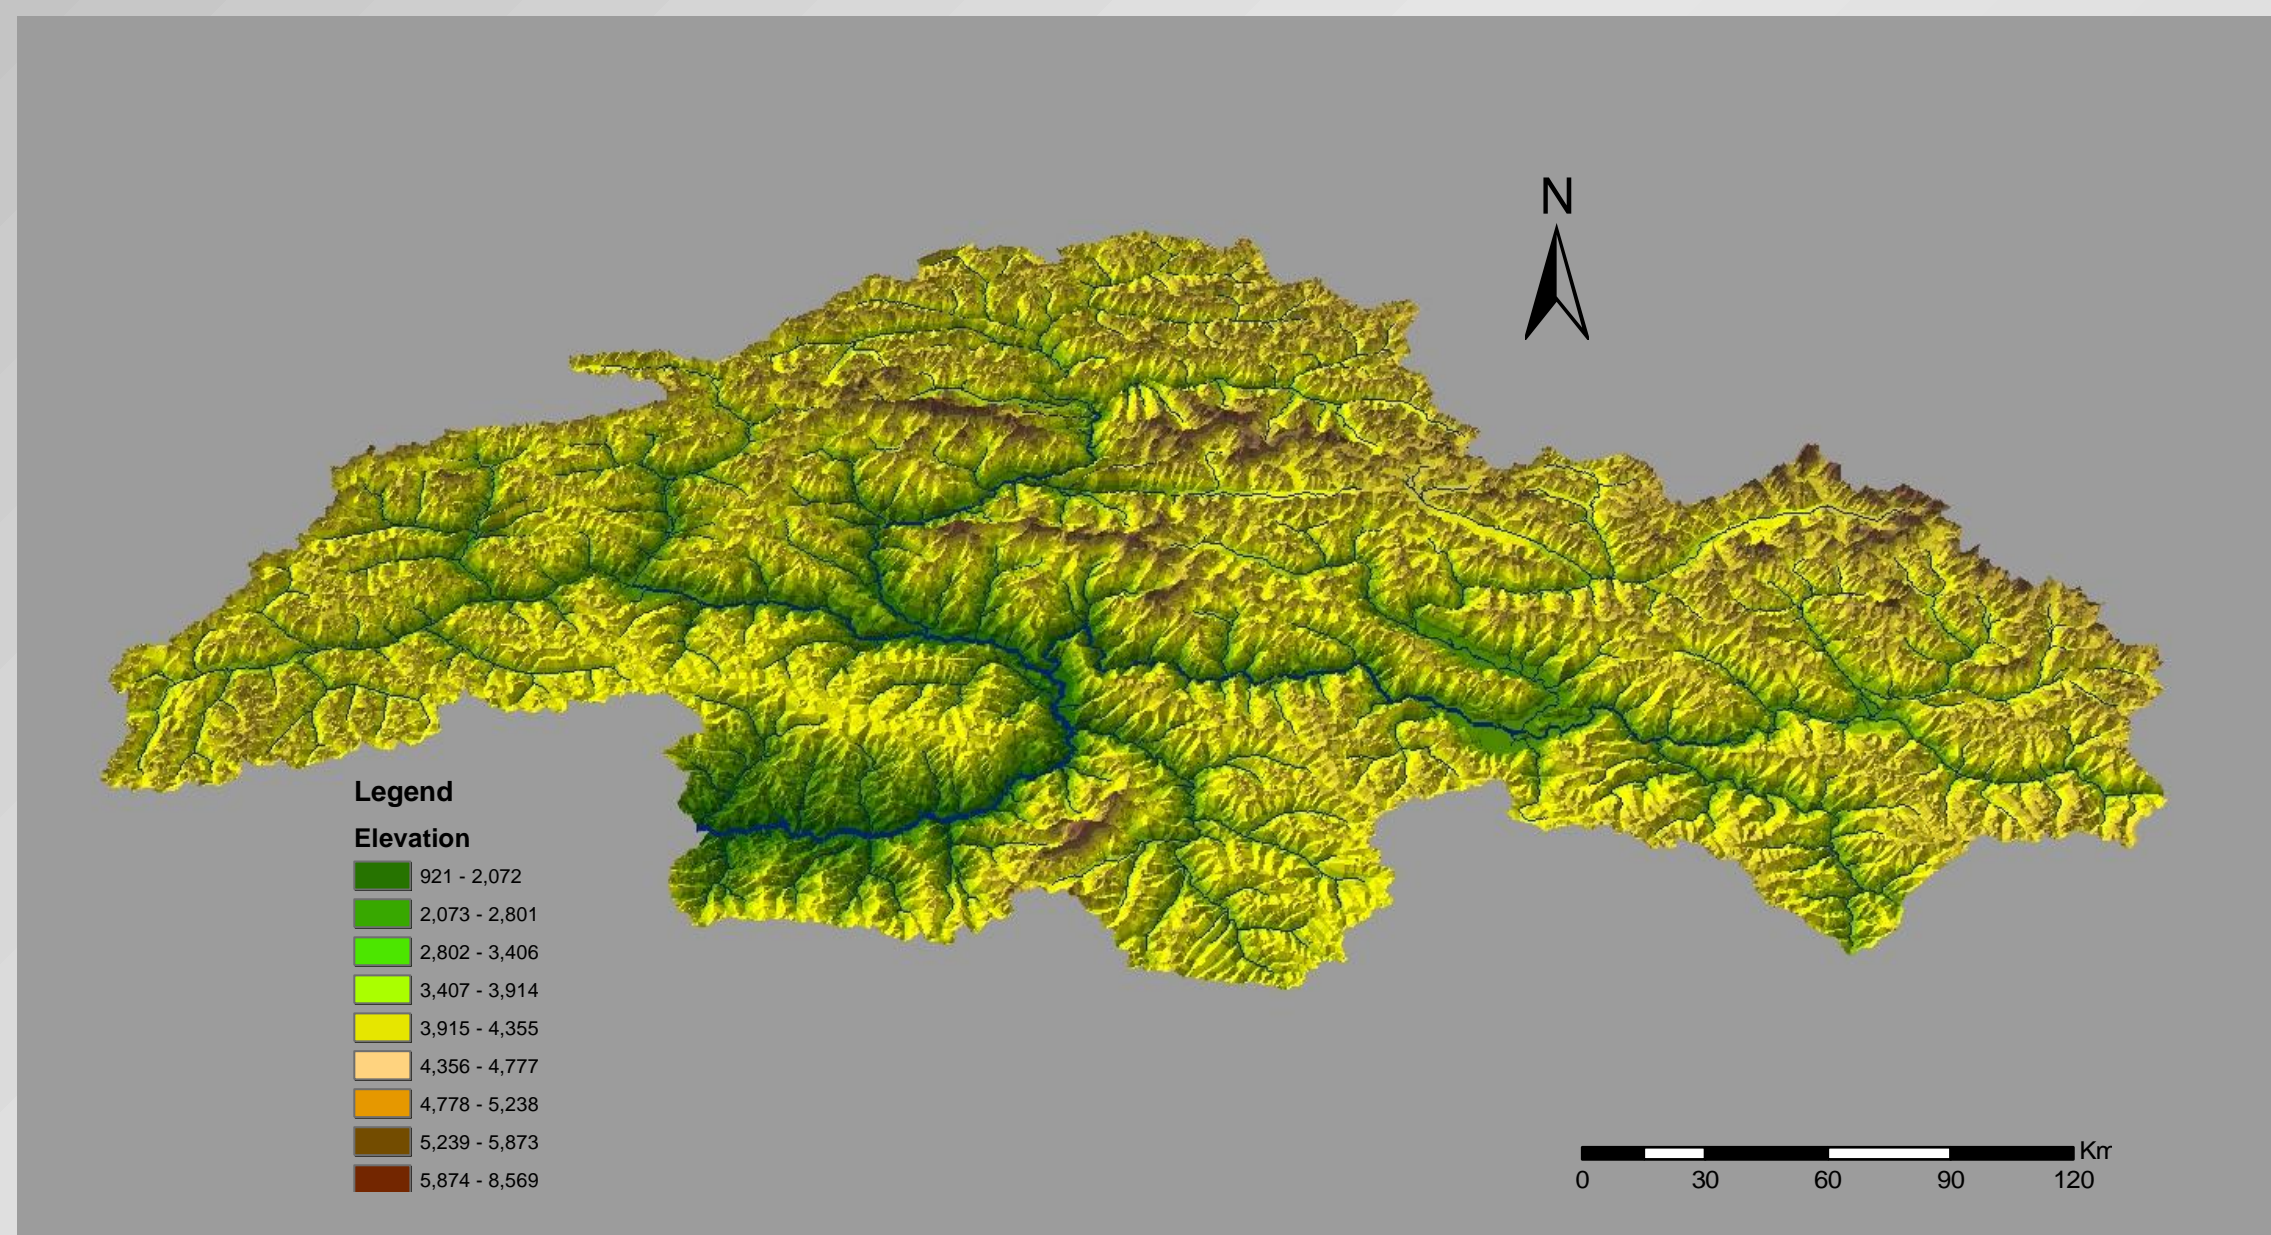 N
Legend
Elevation
921 - 2,072
2,073 - 2,801
2,802 - 3,406
3,407 - 3,914
3,915 - 4,355
4,356 - 4,777
4,778 - 5,238
5,239 - 5,873
5,874 - 8,569
Km
0 30 60 90 120